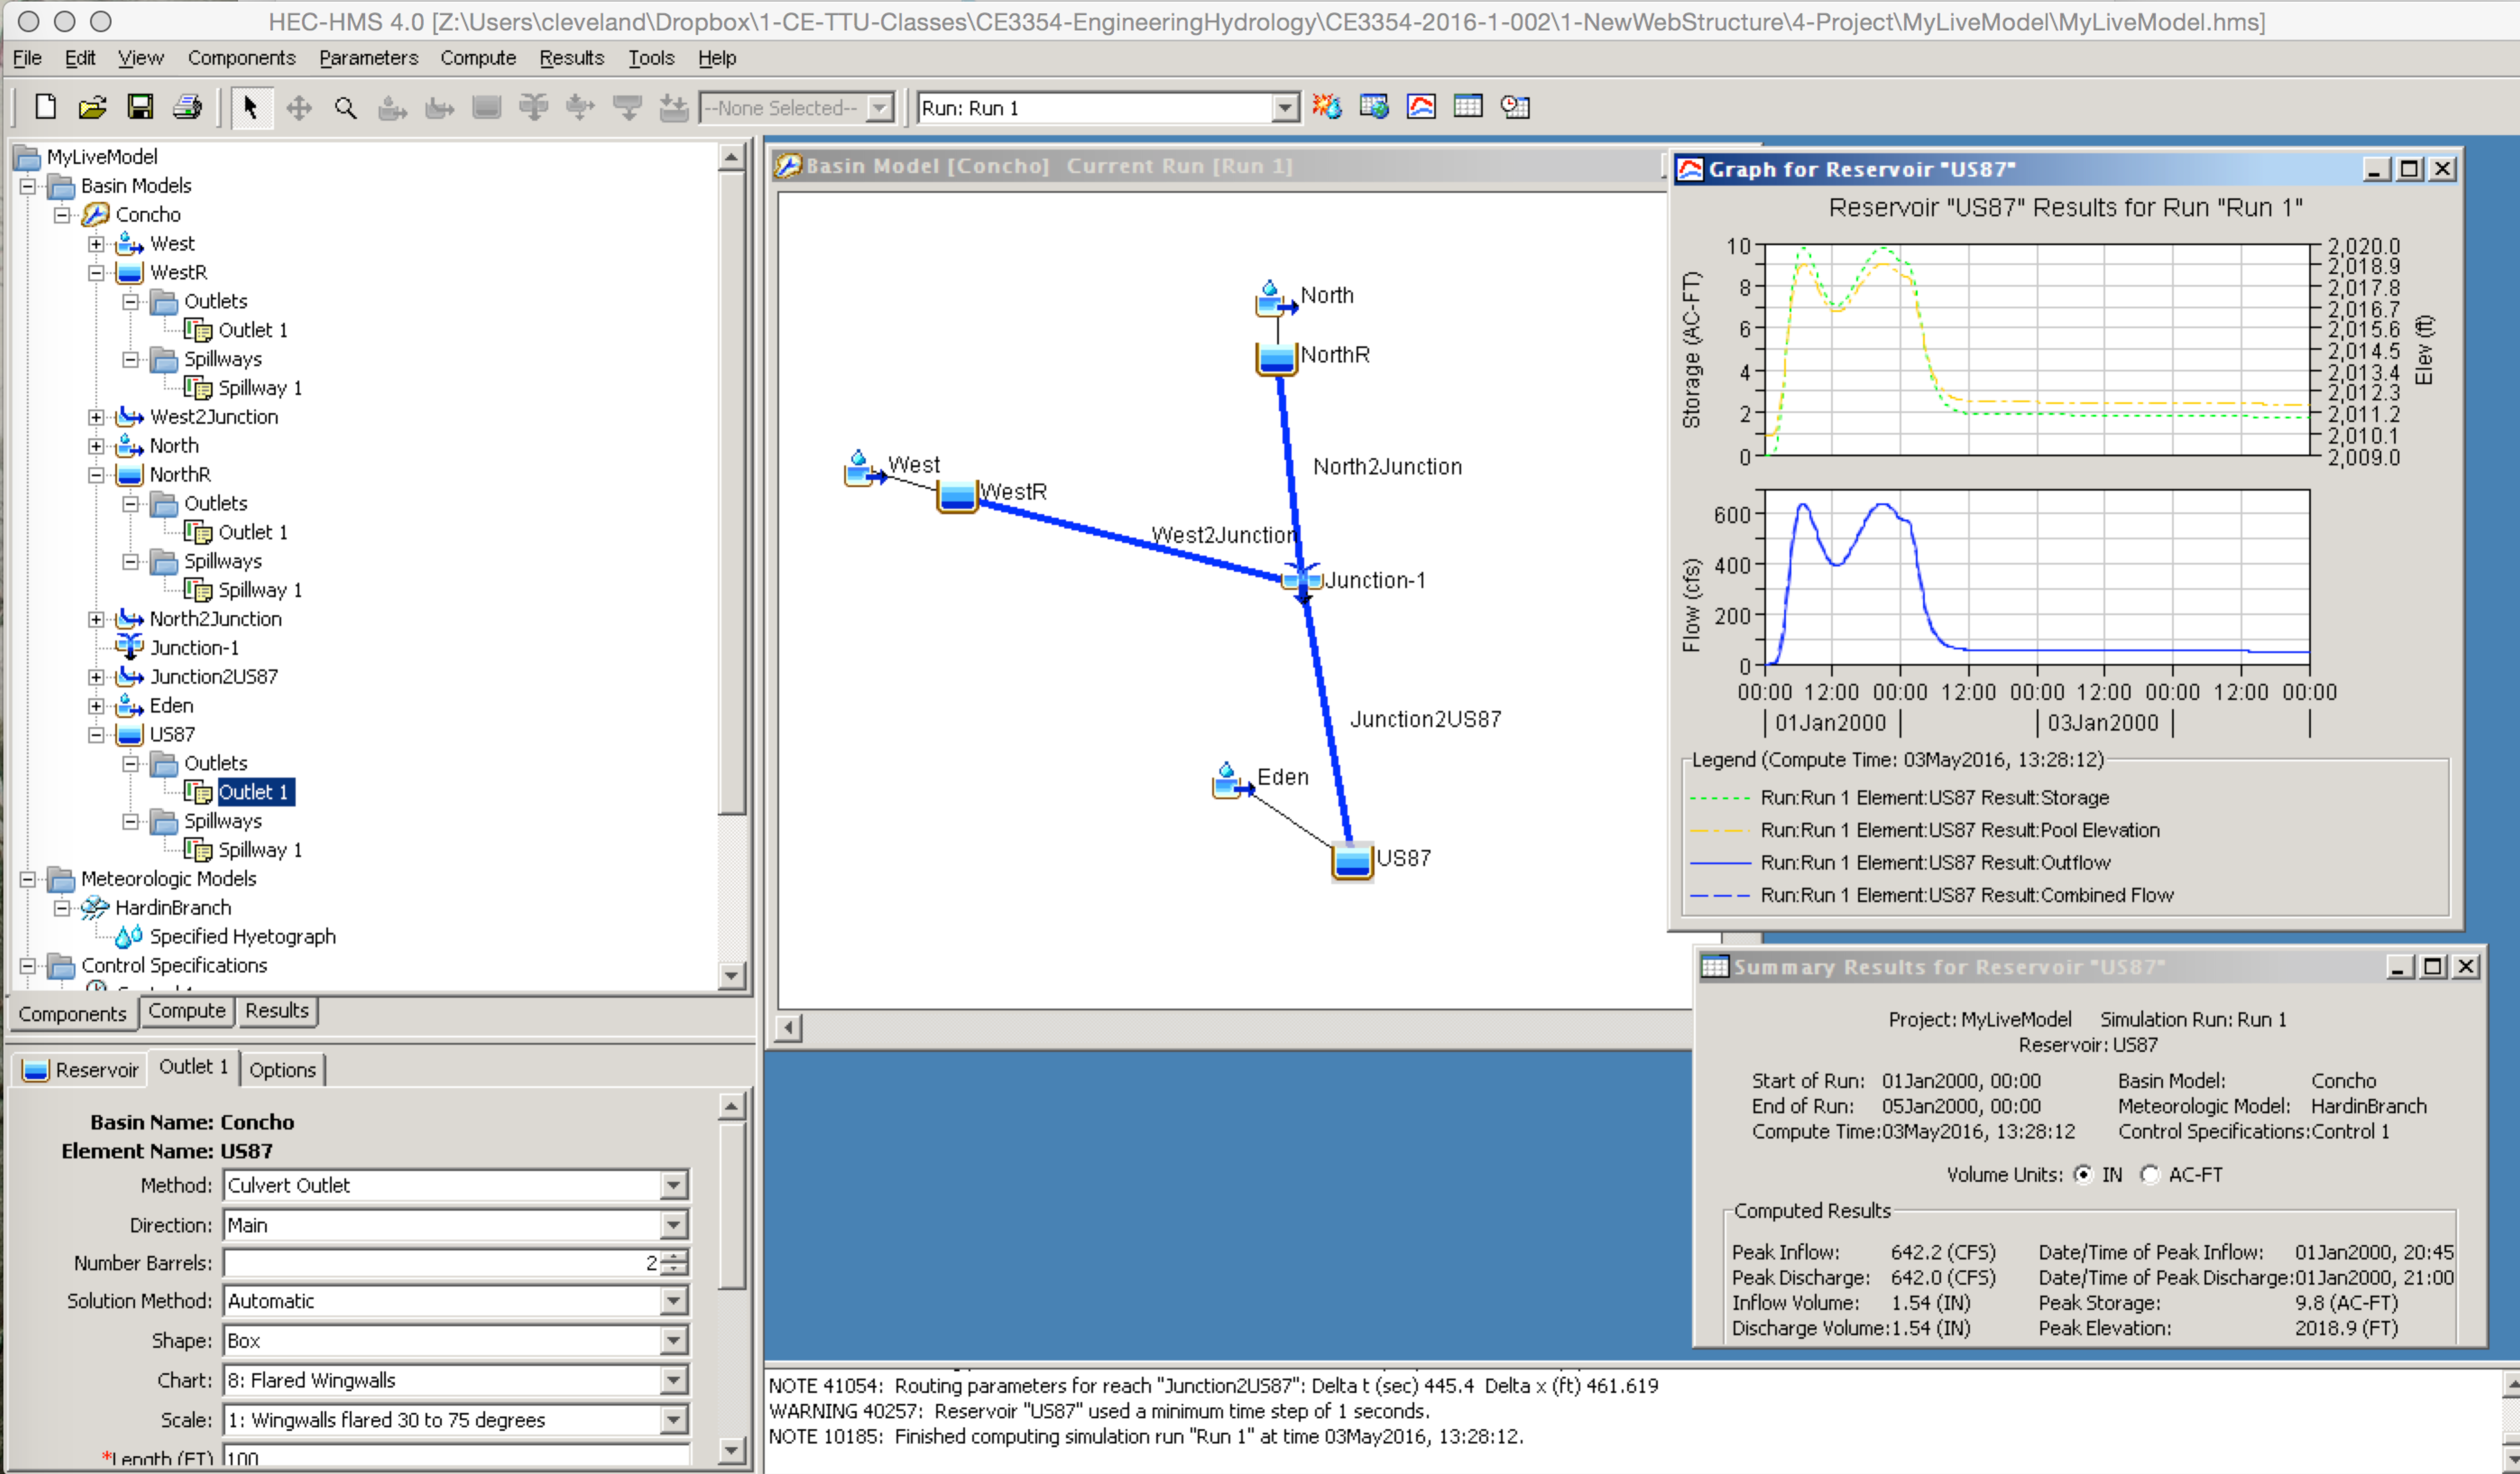 HEC-HMS 4.0 [Z:\Users\cleveland\Dropbox\1-CE-TTU-Classes\CE3354-EngineeringHydrology\CE3354-2016-1-002\1-NewWebStructure\4-Project\MyLiveModel\MyLiveModel.hms]
File Edit View Components Parameters Compute Results Tools Help
--None Selected-- Run: Run 1
MyLiveModel
Basin Models
Concho
West
WestR
Outlets
Outlet 1
Spillways
Spillway 1
West2Junction
North
NorthR
Outlets
Outlet 1
Spillways
Spillway 1
North2Junction
Junction-1
Junction2US87
Eden
US87
Outlets
Outlet 1
Spillways
Spillway 1
Meteorologic Models
HardinBranch
Specified Hyetograph
Control Specifications
Components Compute Results
Reservoir Outlet 1 Options
Basin Name: Concho
Element Name: US87
Method: Culvert Outlet
Direction: Main
Number Barrels: 2
Solution Method: Automatic
Shape: Box
Chart: 8: Flared Wingwalls
Scale: 1: Wingwalls flared 30 to 75 degrees
*Length (FT) 100
Basin Model [Concho] Current Run [Run 1]
North
NorthR
North2Junction
West
WestR
West2Junction
Junction-1
Junction2US87
Eden
US87
Graph for Reservoir "US87"
Reservoir "US87" Results for Run "Run 1"
Storage (AC-FT)
10
8
6
4
2
0
2,020.0
2,018.9
2,017.8
2,016.7
2,015.6
2,014.5
2,013.4
2,012.3
2,011.2
2,010.1
2,009.0
Elev (ft)
Flow (cfs)
600
400
200
0
00:00 12:00 00:00 12:00 00:00 12:00 00:00 12:00 00:00
01Jan2000 03Jan2000
Legend (Compute Time: 03May2016, 13:28:12)
Run:Run 1 Element:US87 Result:Storage
Run:Run 1 Element:US87 Result:Pool Elevation
Run:Run 1 Element:US87 Result:Outflow
Run:Run 1 Element:US87 Result:Combined Flow
Summary Results for Reservoir "US87"
Project: MyLiveModel Simulation Run: Run 1
Reservoir: US87
Start of Run: 01Jan2000, 00:00 Basin Model: Concho
End of Run: 05Jan2000, 00:00 Meteorologic Model: HardinBranch
Compute Time:03May2016, 13:28:12 Control Specifications:Control 1
Volume Units: IN AC-FT
Computed Results
Peak Inflow: 642.2 (CFS) Date/Time of Peak Inflow: 01Jan2000, 20:45
Peak Discharge: 642.0 (CFS) Date/Time of Peak Discharge:01Jan2000, 21:00
Inflow Volume: 1.54 (IN) Peak Storage: 9.8 (AC-FT)
Discharge Volume:1.54 (IN) Peak Elevation: 2018.9 (FT)
NOTE 41054: Routing parameters for reach "Junction2US87": Delta t (sec) 445.4 Delta x (ft) 461.619
WARNING 40257: Reservoir "US87" used a minimum time step of 1 seconds.
NOTE 10185: Finished computing simulation run "Run 1" at time 03May2016, 13:28:12.